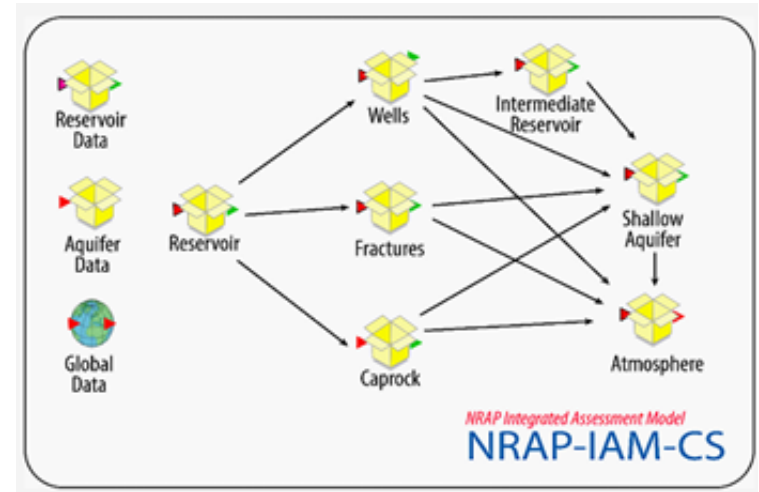 Reservoir
Data
Aquifer
Data
Global
Data
Reservoir
Wells
Fractures
Caprock
Intermediate
Reservoir
Shallow
Aquifer
Atmosphere
NRAP Integrated Assessment Model
NRAP-IAM-CS